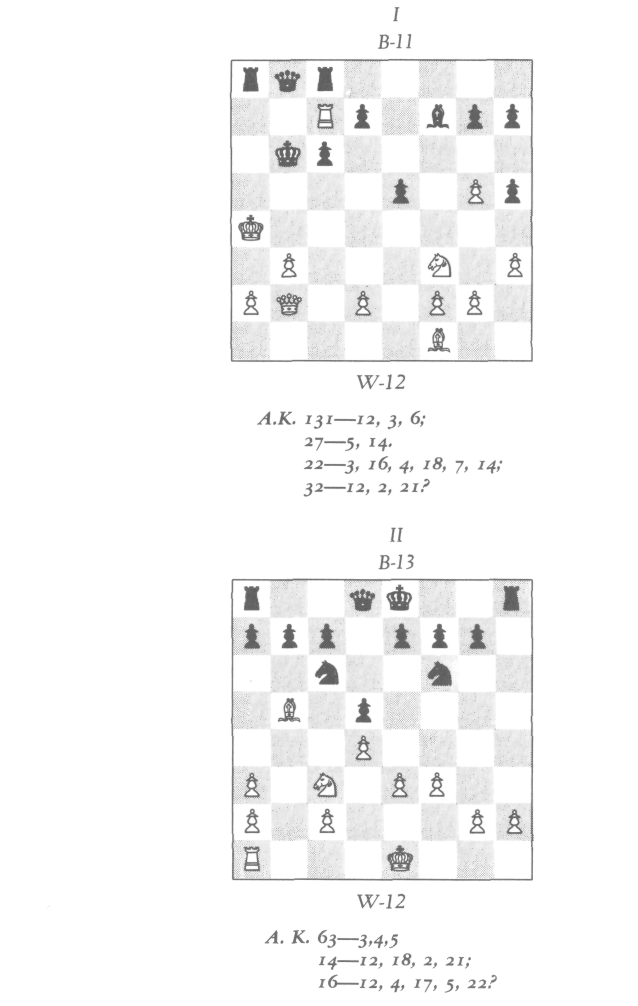 I
B-11
W-12
A.K. 131—12, 3, 6;
27—5, 14.
22—3, 16, 4, 18, 7, 14;
32—12, 2, 21?
II
B-13
W-12
A. K. 63—3,4,5
14—12, 18, 2, 21;
16—12, 4, 17, 5, 22?